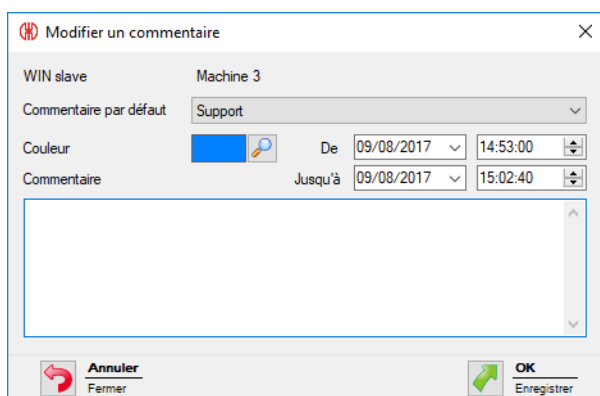 Modifier un commentaire
WIN slave Machine 3
Commentaire par défaut Support
Couleur De 09/08/2017 14:53:00
Commentaire Jusqu'à 09/08/2017 15:02:40
Annuler OK
Fermer Enregistrer